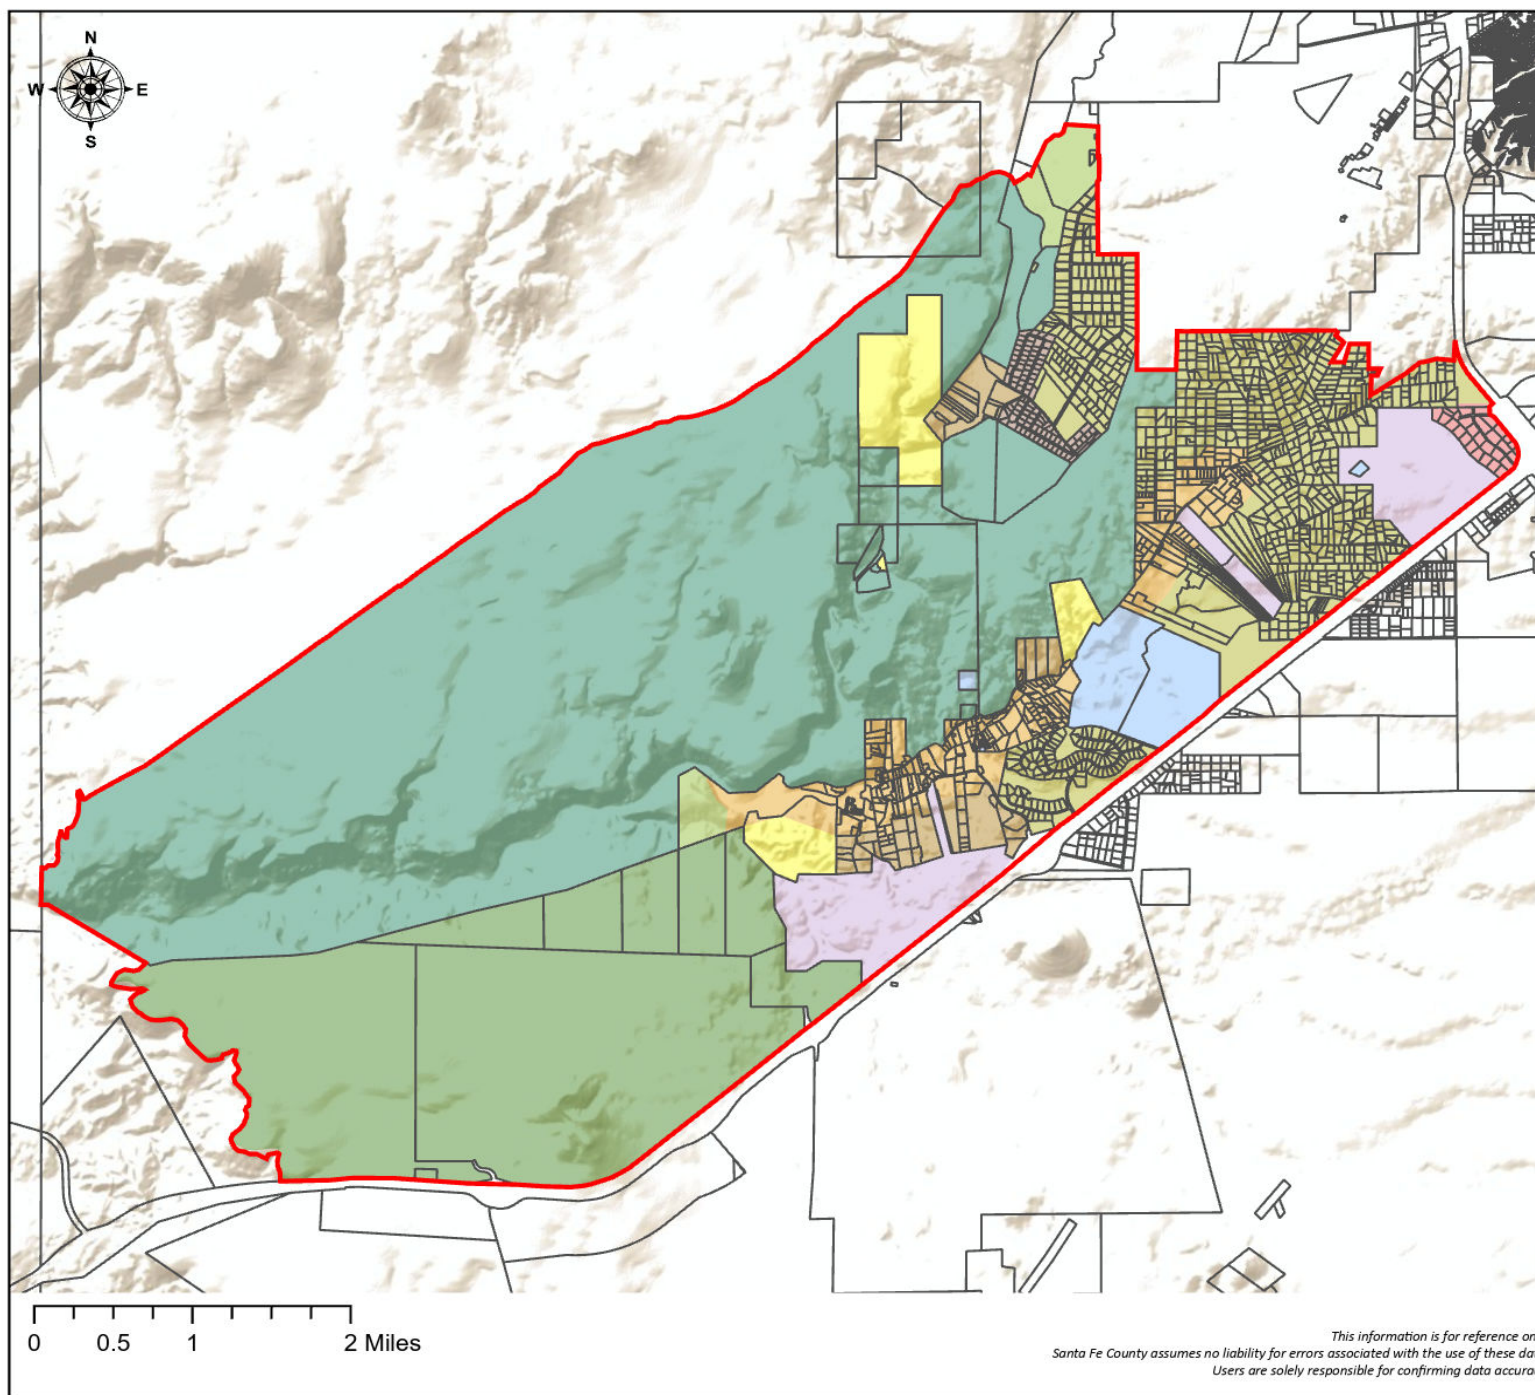 N
W E
S
0 0.5 1 2 Miles
This information is for reference on
Santa Fe County assumes no liability for errors associated with the use of these dat
Users are solely responsible for confirming data accura